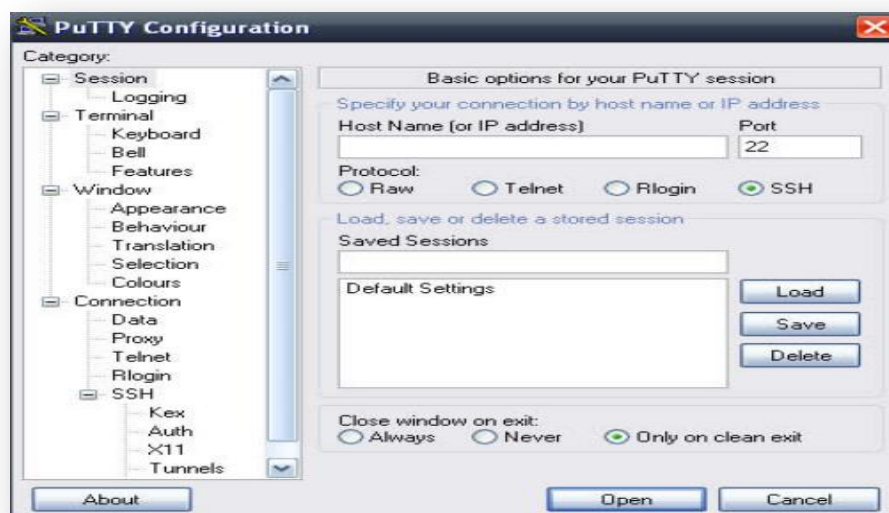 PuTTY Configuration
Category:
Session
Logging
Terminal
Keyboard
Bell
Features
Window
Appearance
Behaviour
Translation
Selection
Colours
Connection
Data
Proxy
Telnet
Rlogin
SSH
Kex
Auth
X11
Tunnels
Basic options for your PuTTY session
Specify your connection by host name or IP address
Host Name (or IP address) Port
22
Protocol:
Raw Telnet Rlogin SSH
Load, save or delete a stored session
Saved Sessions
Default Settings
Load
Save
Delete
Close window on exit:
Always Never Only on clean exit
About Open Cancel